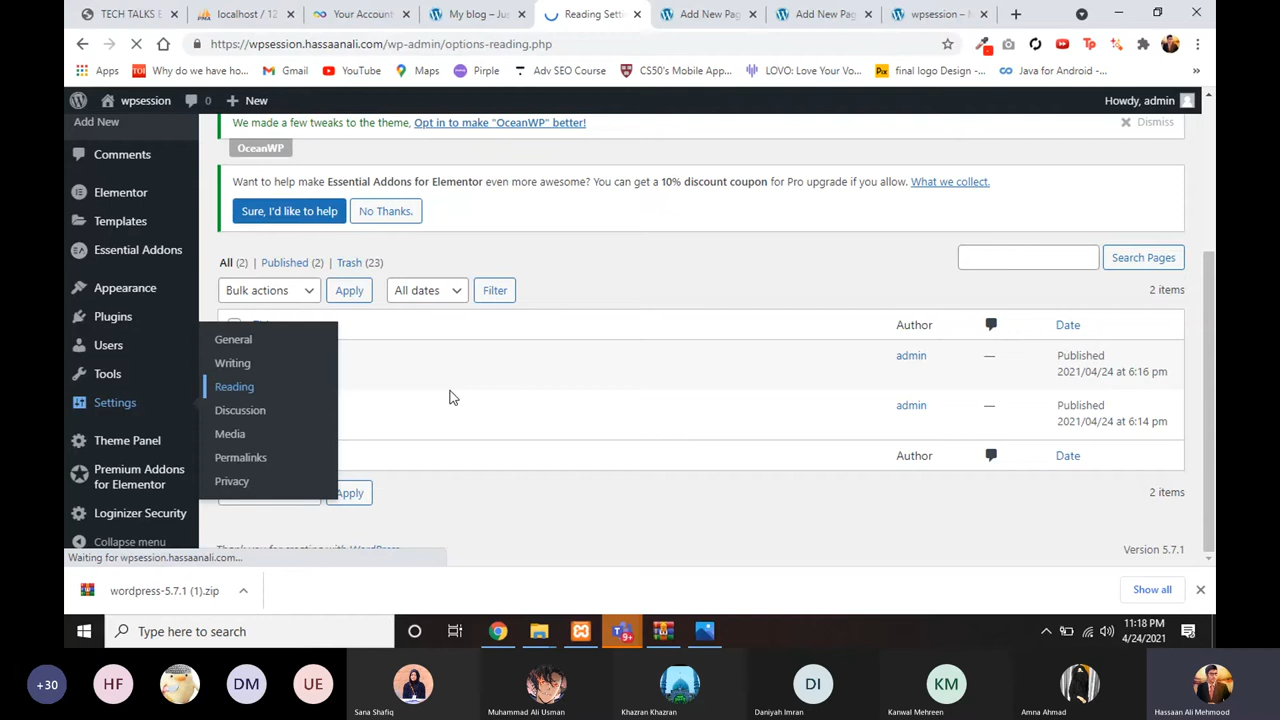 TECH TALKS E
localhost / 12
Your Account
My blog – Jus
Reading Setti
Add New Pag
Add New Pag
wpsession –
https://wpsession.hassaanali.com/wp-admin/options-reading.php
Apps
Why do we have ho...
Gmail
YouTube
Maps
Pirple
Adv SEO Course
CS50's Mobile App...
LOVO: Love Your Vo...
final logo Design -...
Java for Android -...
wpsession
0
New
Howdy, admin
Add New
Comments
Elementor
Templates
Essential Addons
Appearance
Plugins
Users
Tools
Settings
Theme Panel
Premium Addons
for Elementor
Loginizer Security
Collapse menu
General
Writing
Reading
Discussion
Media
Permalinks
Privacy
We made a few tweaks to the theme, Opt in to make "OceanWP" better!
Dismiss
OceanWP
Want to help make Essential Addons for Elementor even more awesome? You can get a 10% discount coupon for Pro upgrade if you allow. What we collect.
Sure, I'd like to help
No Thanks.
All (2) | Published (2) | Trash (23)
Search Pages
Bulk actions
Apply
All dates
Filter
2 items
Author
Date
admin
—
Published
2021/04/24 at 6:16 pm
admin
—
Published
2021/04/24 at 6:14 pm
Author
Date
Apply
2 items
Version 5.7.1
Waiting for wpsession.hassaanali.com...
wordpress-5.7.1 (1).zip
Show all
Type here to search
9+
11:18 PM
4/24/2021
+30
HF
DM
UE
Sana Shafiq
Muhammad Ali Usman
Khazran Khazran
DI
Daniyah Imran
KM
Kanwal Mehreen
Amna Ahmad
Hassaan Ali Mehmood